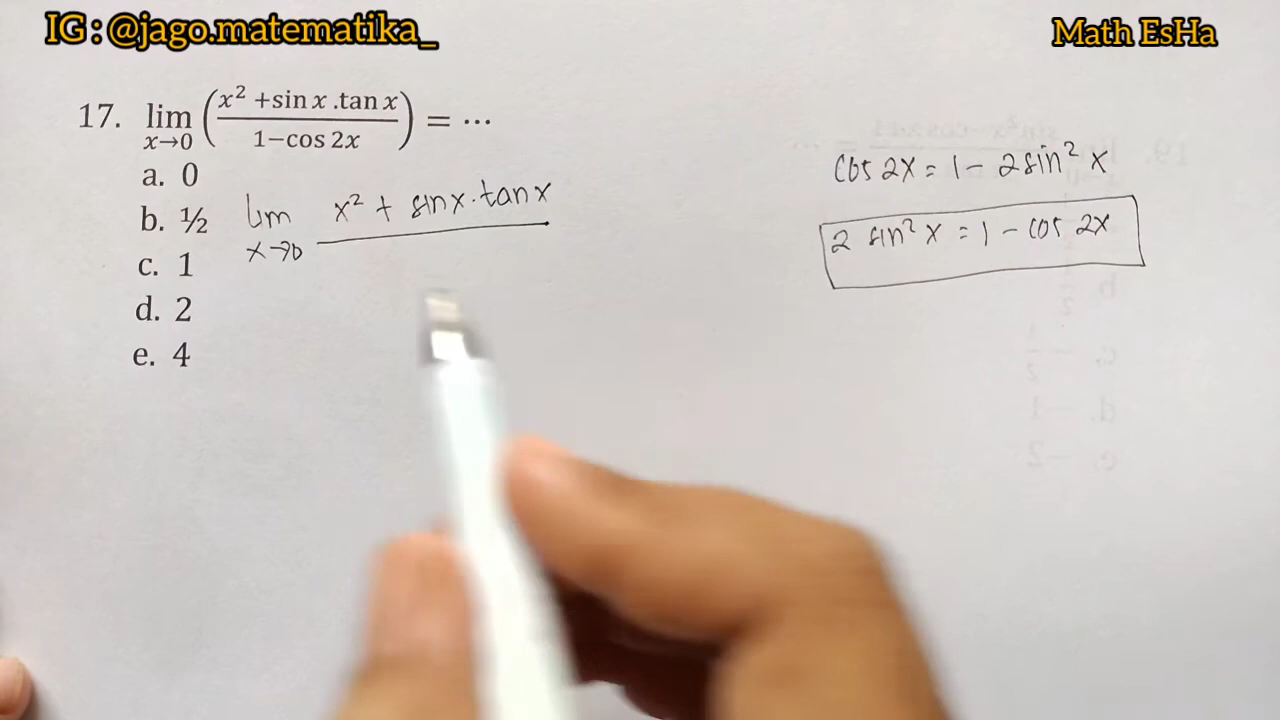 IG : @jago.matematika_
Math EsHa
17. lim x→0 (x² + sin x .tan x / 1−cos 2x) = ⋯
a. 0
b. ½
c. 1
d. 2
e. 4
lim x→0 x² + sin x . tan x
cos 2x = 1 − 2 sin² x
2 sin² x = 1 − cos 2x